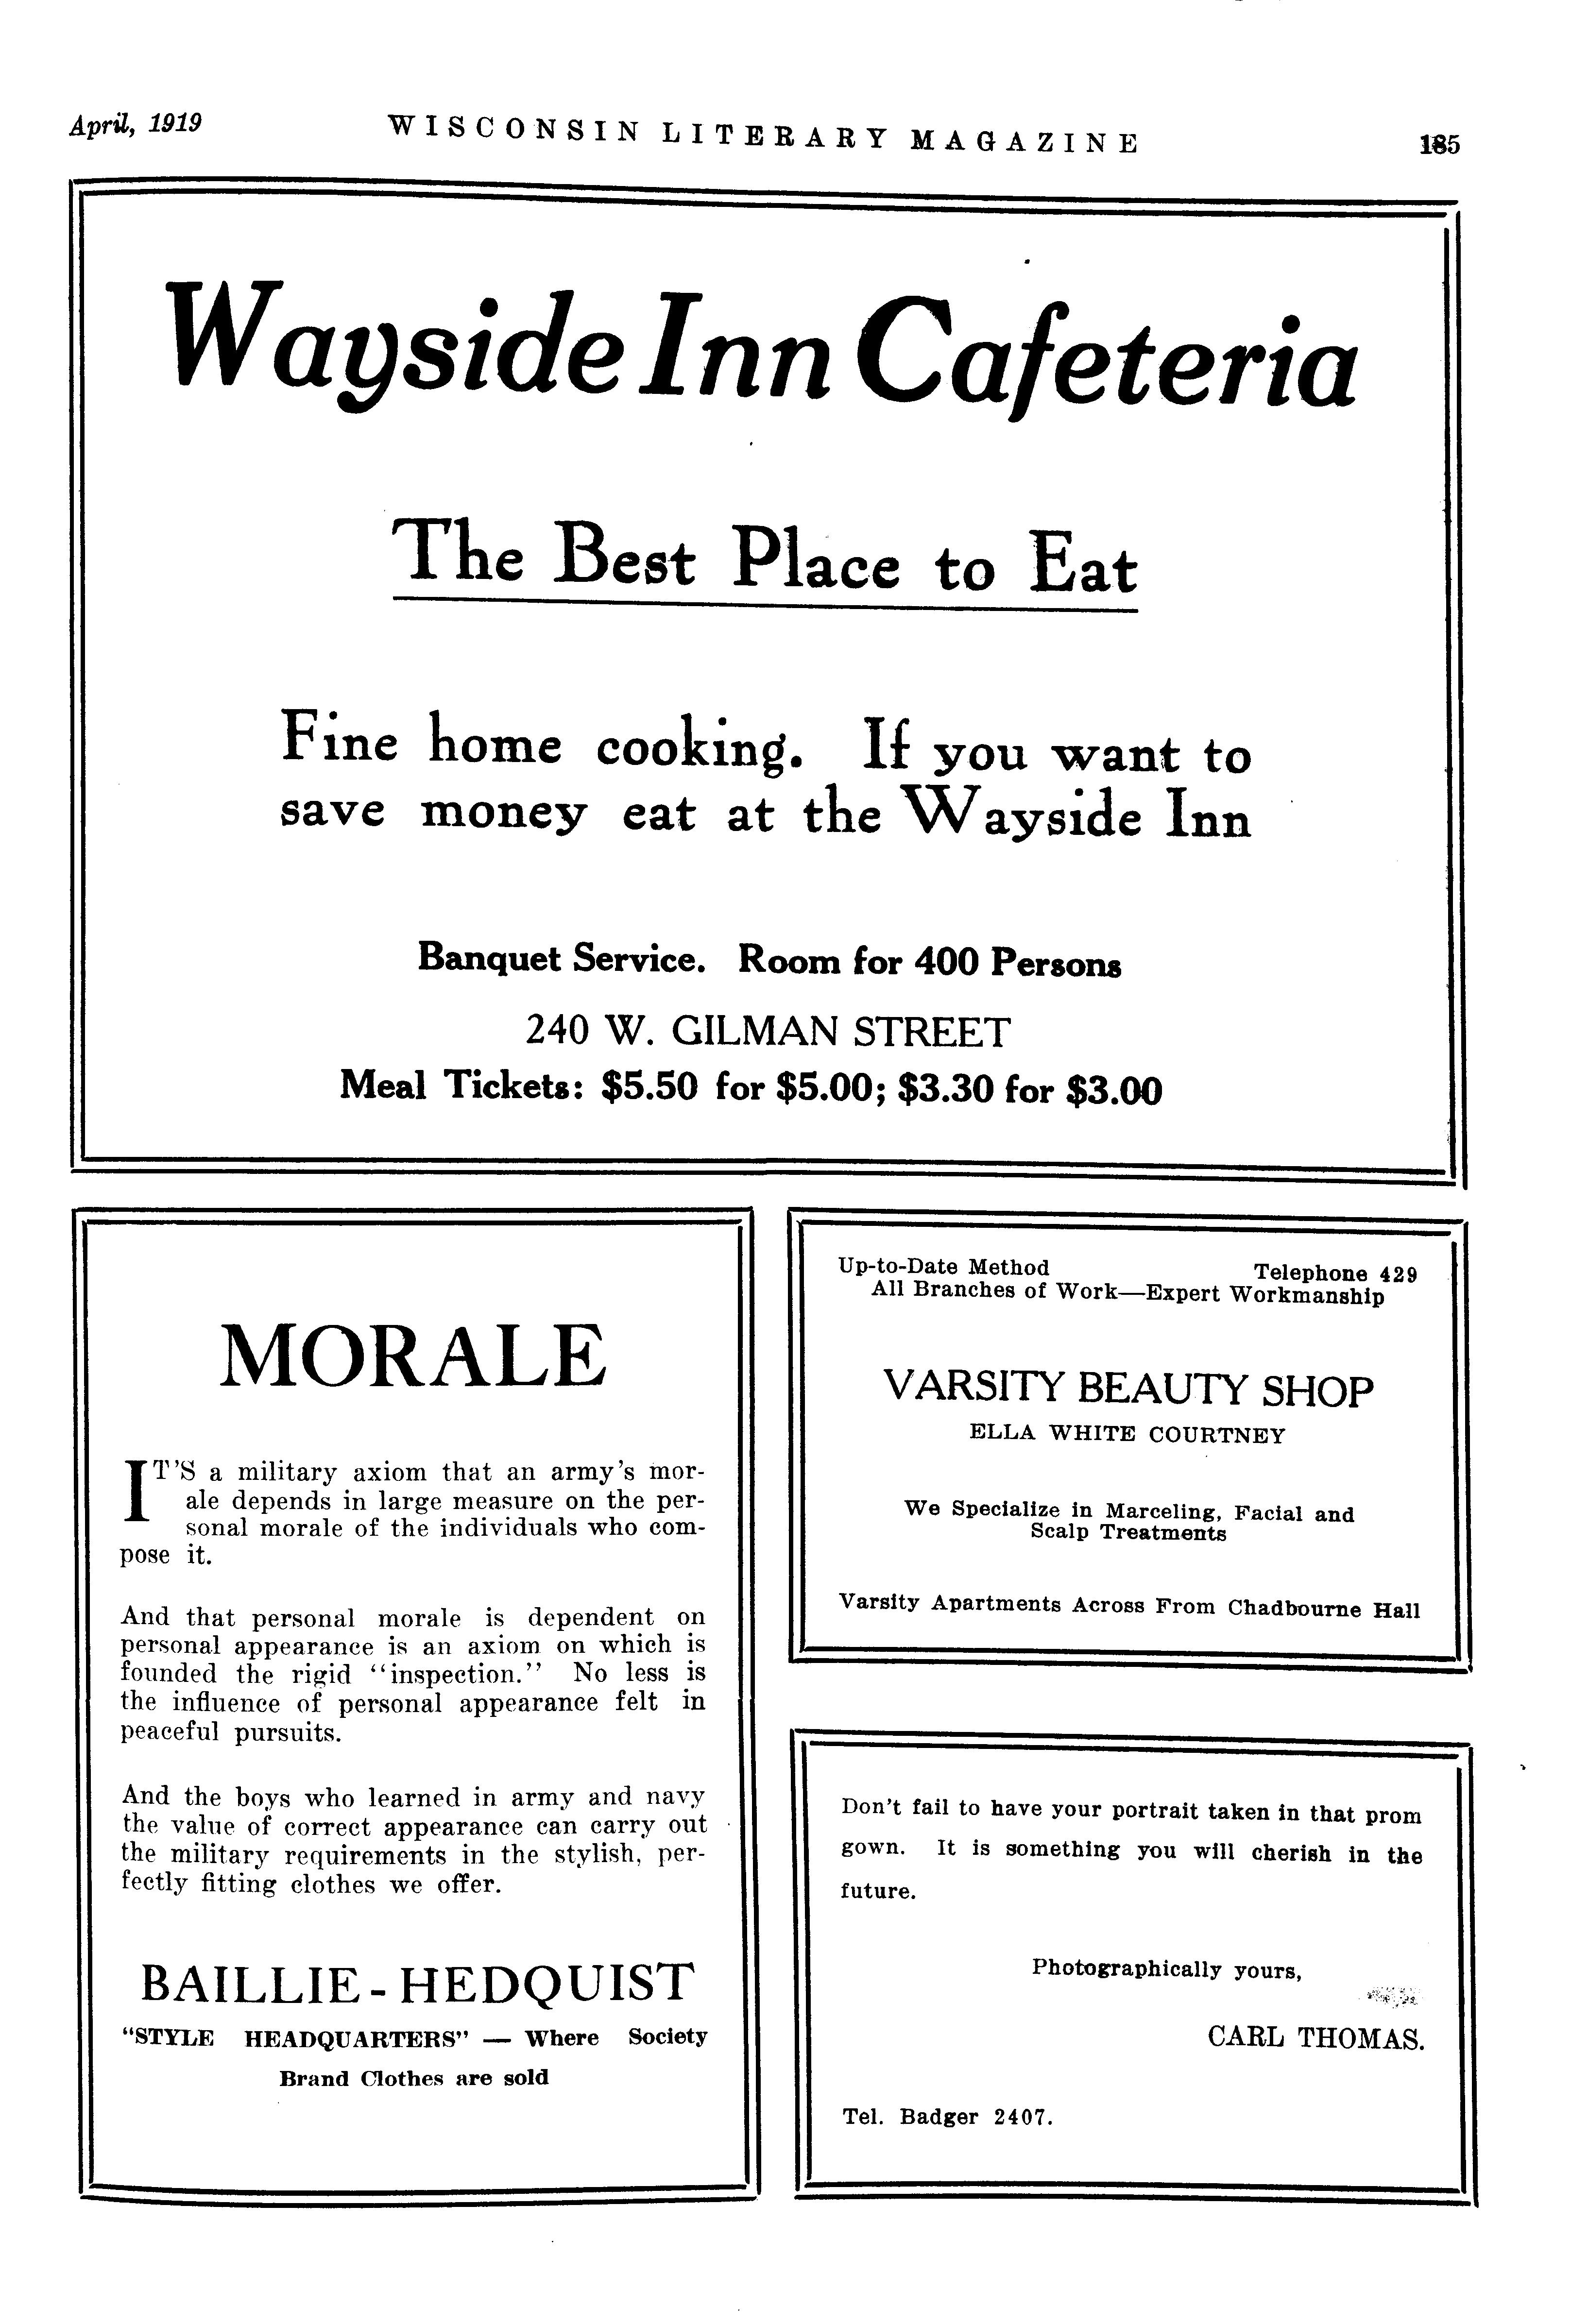 April, 1919 WISCONSIN LITERARY MAGAZINE 185
Wayside Inn Cafeteria
The Best Place to Eat
Fine home cooking. If you want to
save money eat at the Wayside Inn
Banquet Service. Room for 400 Persons
240 W. GILMAN STREET
Meal Tickets: $5.50 for $5.00; $3.30 for $3.00
MORALE
IT'S a military axiom that an army's mor-
ale depends in large measure on the per-
sonal morale of the individuals who com-
pose it.
And that personal morale is dependent on
personal appearance is an axiom on which is
founded the rigid "inspection." No less is
the influence of personal appearance felt in
peaceful pursuits.
And the boys who learned in army and navy
the value of correct appearance can carry out
the military requirements in the stylish, per-
fectly fitting clothes we offer.
BAILLIE-HEDQUIST
"STYLE HEADQUARTERS" — Where Society
Brand Clothes are sold
Up-to-Date Method Telephone 429
All Branches of Work—Expert Workmanship
VARSITY BEAUTY SHOP
ELLA WHITE COURTNEY
We Specialize in Marceling, Facial and
Scalp Treatments
Varsity Apartments Across From Chadbourne Hall
Don't fail to have your portrait taken in that prom
gown. It is something you will cherish in the
future.
Photographically yours,
CARL THOMAS.
Tel. Badger 2407.